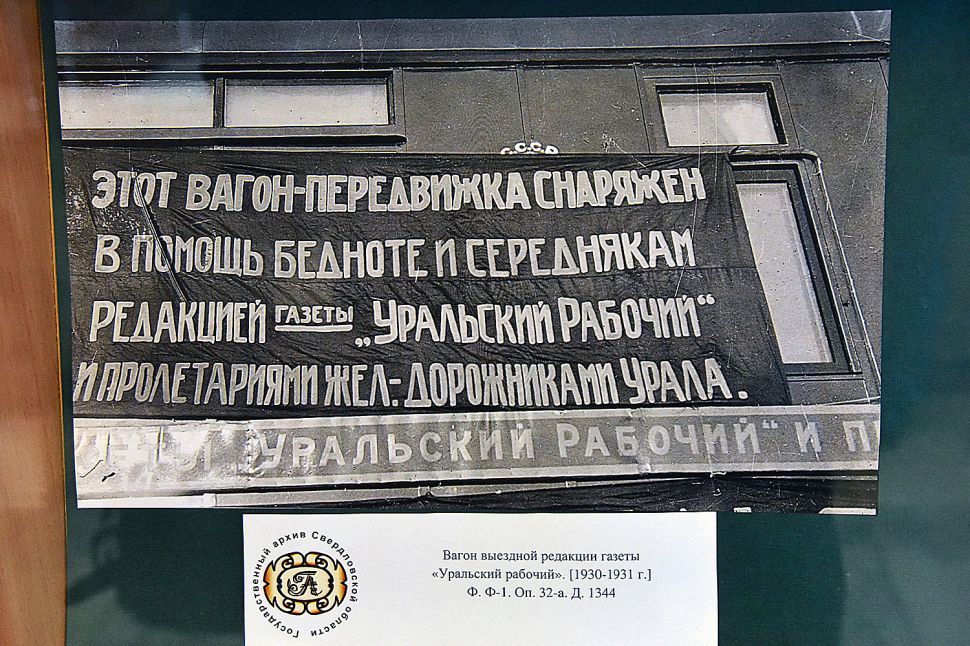 С.С.С.Р.
ЭТОТ ВАГОН-ПЕРЕДВИЖКА СНАРЯЖЕН
В ПОМОЩЬ БЕДНОТЕ И СЕРЕДНЯКАМ
РЕДАКЦИЕЙ ГАЗЕТЫ „УРАЛЬСКИЙ РАБОЧИЙ“
И ПРОЛЕТАРИЯМИ ЖЕЛ.-ДОРОЖНИКАМИ УРАЛА.
УРАЛЬСКИЙ РАБОЧИЙ“ И П
Государственный архив Свердловской области
ГА
Вагон выездной редакции газеты
«Уральский рабочий». [1930-1931 г.]
Ф. Ф-1. Оп. 32-а. Д. 1344